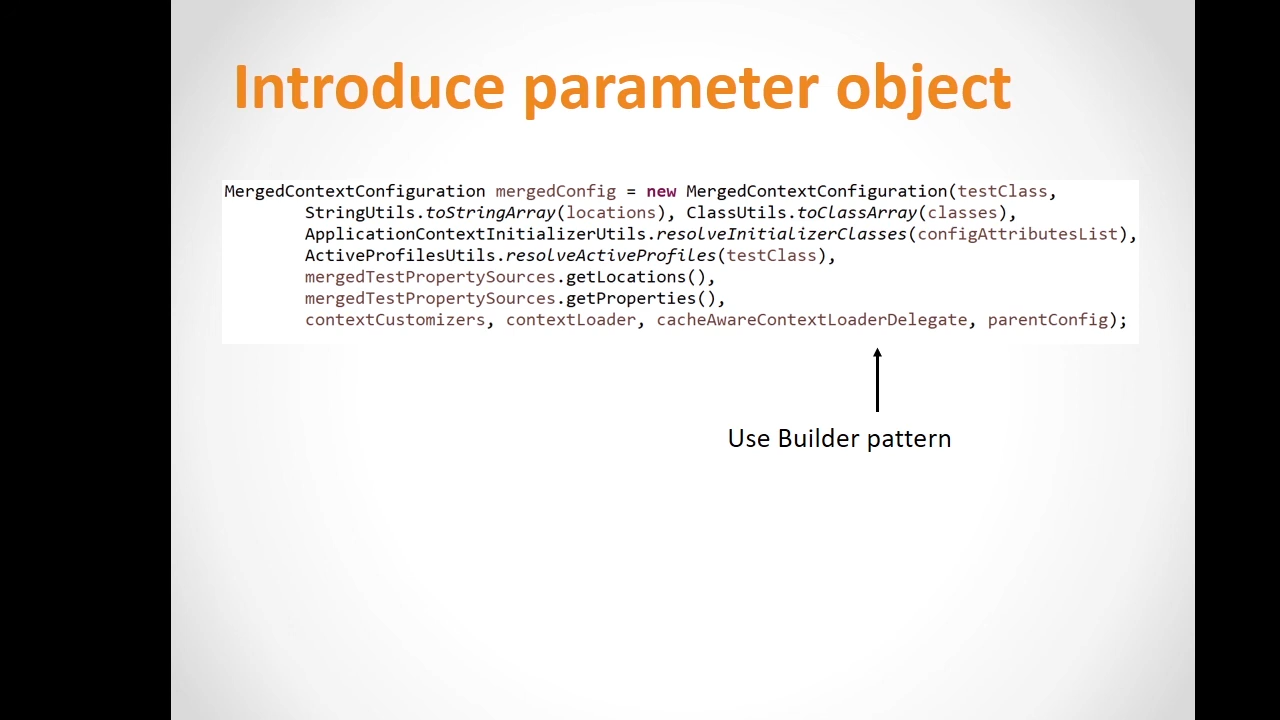 Introduce parameter object
MergedContextConfiguration mergedConfig = new MergedContextConfiguration(testClass,
StringUtils.toStringArray(locations), ClassUtils.toClassArray(classes),
ApplicationContextInitializerUtils.resolveInitializerClasses(configAttributesList),
ActiveProfilesUtils.resolveActiveProfiles(testClass),
mergedTestPropertySources.getLocations(),
mergedTestPropertySources.getProperties(),
contextCustomizers, contextLoader, cacheAwareContextLoaderDelegate, parentConfig);
Use Builder pattern